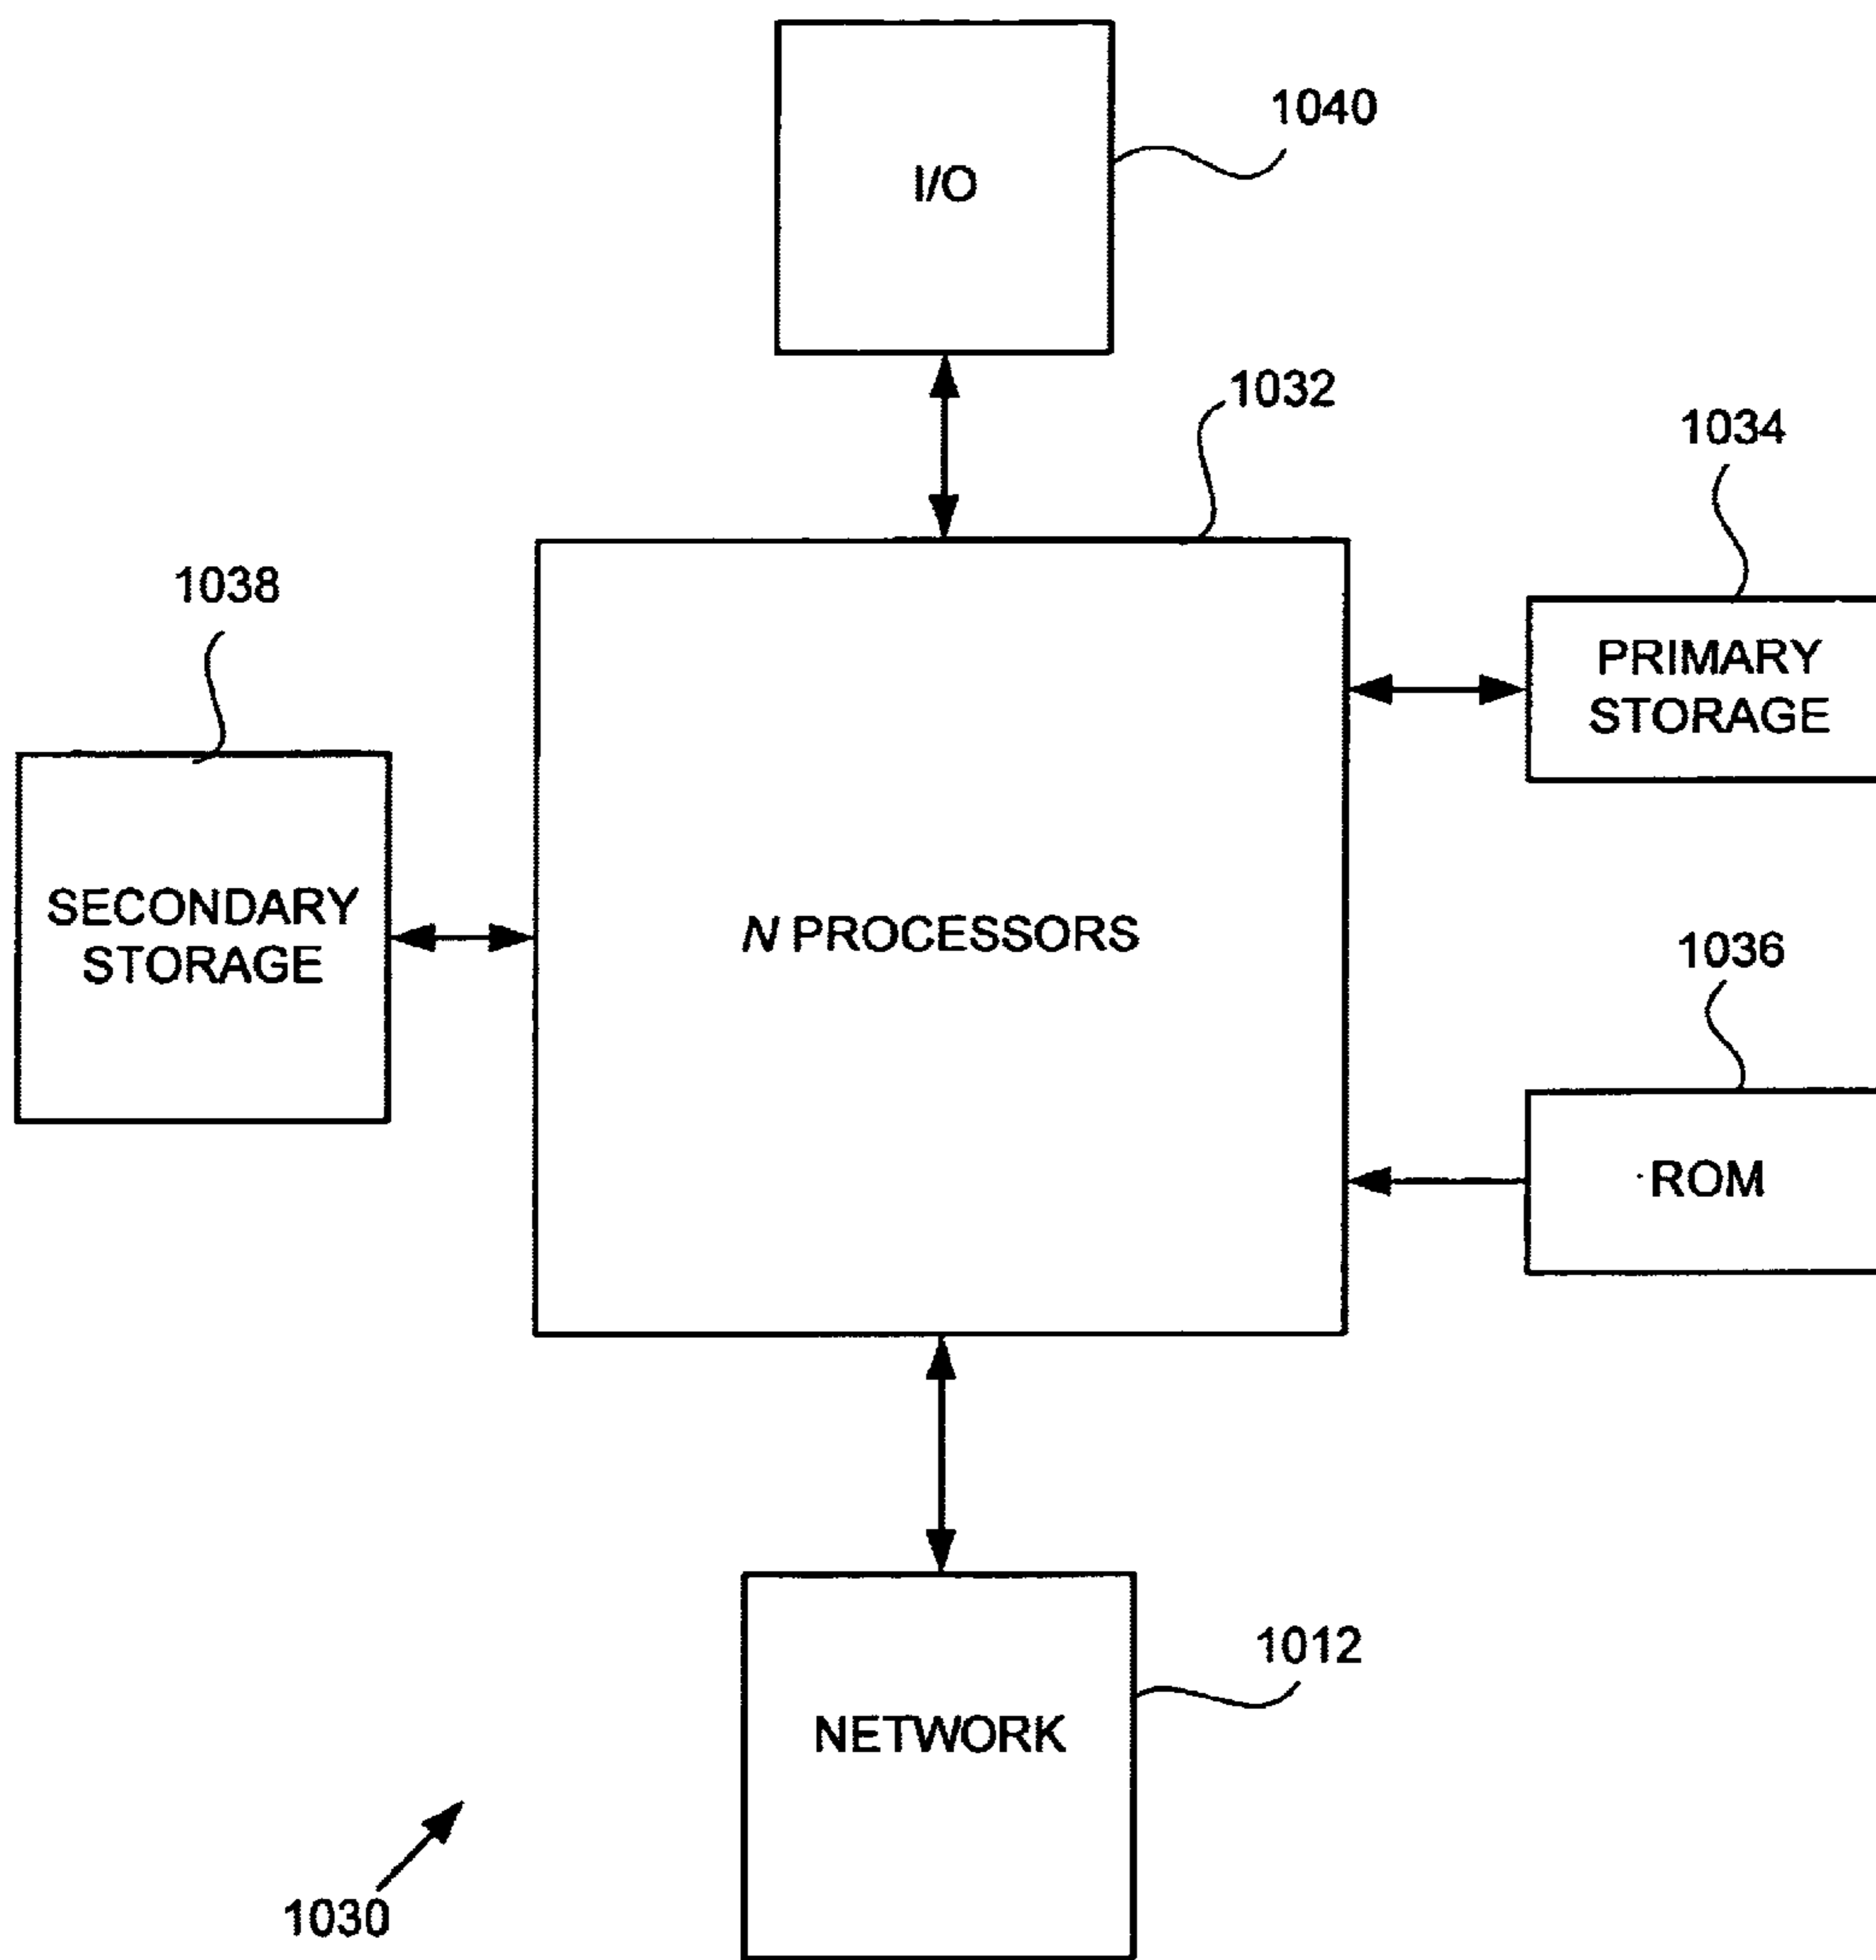 1040
I/O
1032
1034
1038
PRIMARY
STORAGE
SECONDARY
STORAGE
N PROCESSORS
1036
ROM
1012
NETWORK
1030